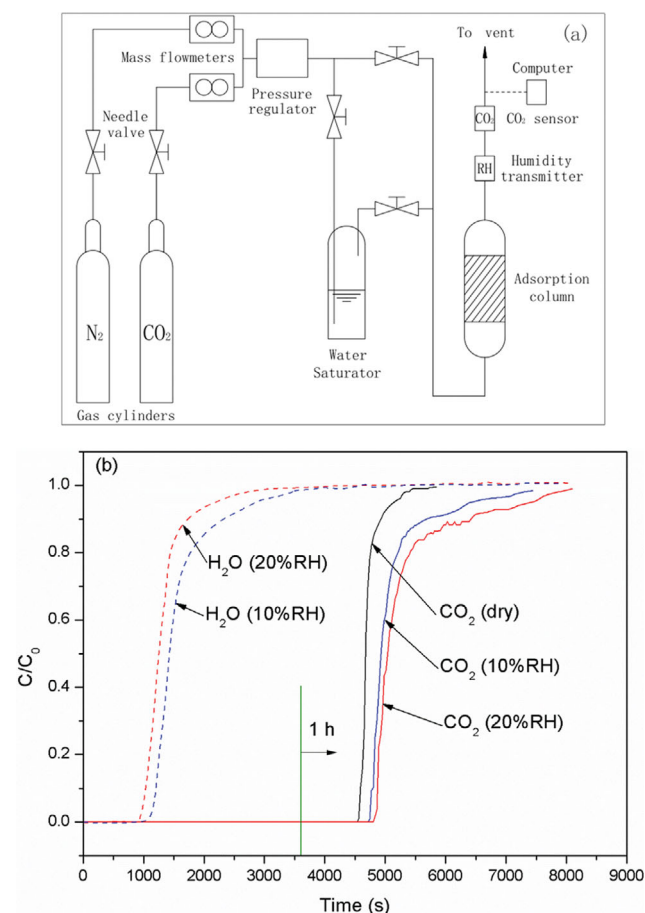 To vent
(a)
Mass flowmeters
Computer
Pressure
regulator
CO₂
CO₂ sensor
Needle
valve
RH
Humidity
transmitter
N₂
CO₂
Adsorption
column
Water
Saturator
Gas cylinders
(b)
1.0
0.8
0.6
0.4
0.2
0.0
C/C₀
H₂O (20%RH)
H₂O (10%RH)
CO₂ (dry)
CO₂ (10%RH)
CO₂ (20%RH)
1 h
0 1000 2000 3000 4000 5000 6000 7000 8000 9000
Time (s)